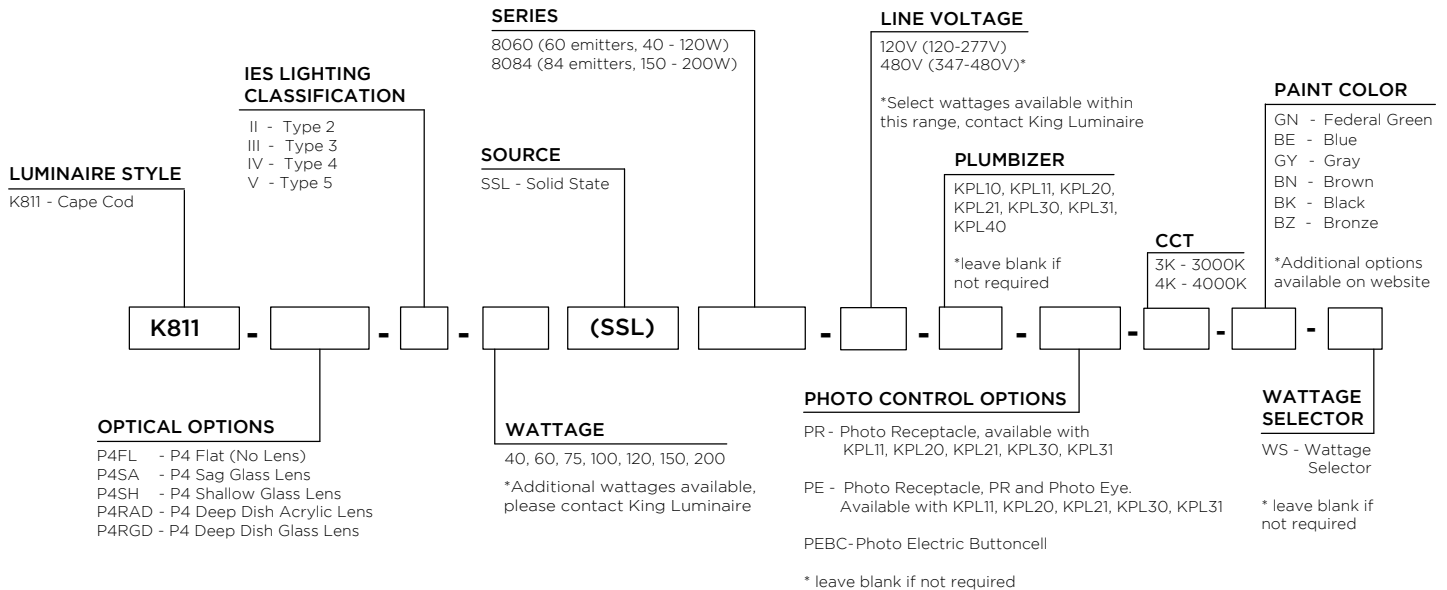 SERIES
8060 (60 emitters, 40 - 120W)
8084 (84 emitters, 150 - 200W)
LINE VOLTAGE
120V (120-277V)
480V (347-480V)*
*Select wattages available within
this range, contact King Luminaire
IES LIGHTING
CLASSIFICATION
II - Type 2
III - Type 3
IV - Type 4
V - Type 5
PAINT COLOR
GN - Federal Green
BE - Blue
GY - Gray
BN - Brown
BK - Black
BZ - Bronze
*Additional options
available on website
SOURCE
SSL - Solid State
PLUMBIZER
KPL10, KPL11, KPL20,
KPL21, KPL30, KPL31,
KPL40
*leave blank if
not required
LUMINAIRE STYLE
K811 - Cape Cod
CCT
3K - 3000K
4K - 4000K
K811 - - - (SSL) - - - - - -
OPTICAL OPTIONS
P4FL - P4 Flat (No Lens)
P4SA - P4 Sag Glass Lens
P4SH - P4 Shallow Glass Lens
P4RAD - P4 Deep Dish Acrylic Lens
P4RGD - P4 Deep Dish Glass Lens
WATTAGE
40, 60, 75, 100, 120, 150, 200
*Additional wattages available,
please contact King Luminaire
PHOTO CONTROL OPTIONS
PR - Photo Receptacle, available with
KPL11, KPL20, KPL21, KPL30, KPL31
PE - Photo Receptacle, PR and Photo Eye.
Available with KPL11, KPL20, KPL21, KPL30, KPL31
PEBC-Photo Electric Buttoncell
* leave blank if not required
WATTAGE
SELECTOR
WS - Wattage
Selector
* leave blank if
not required